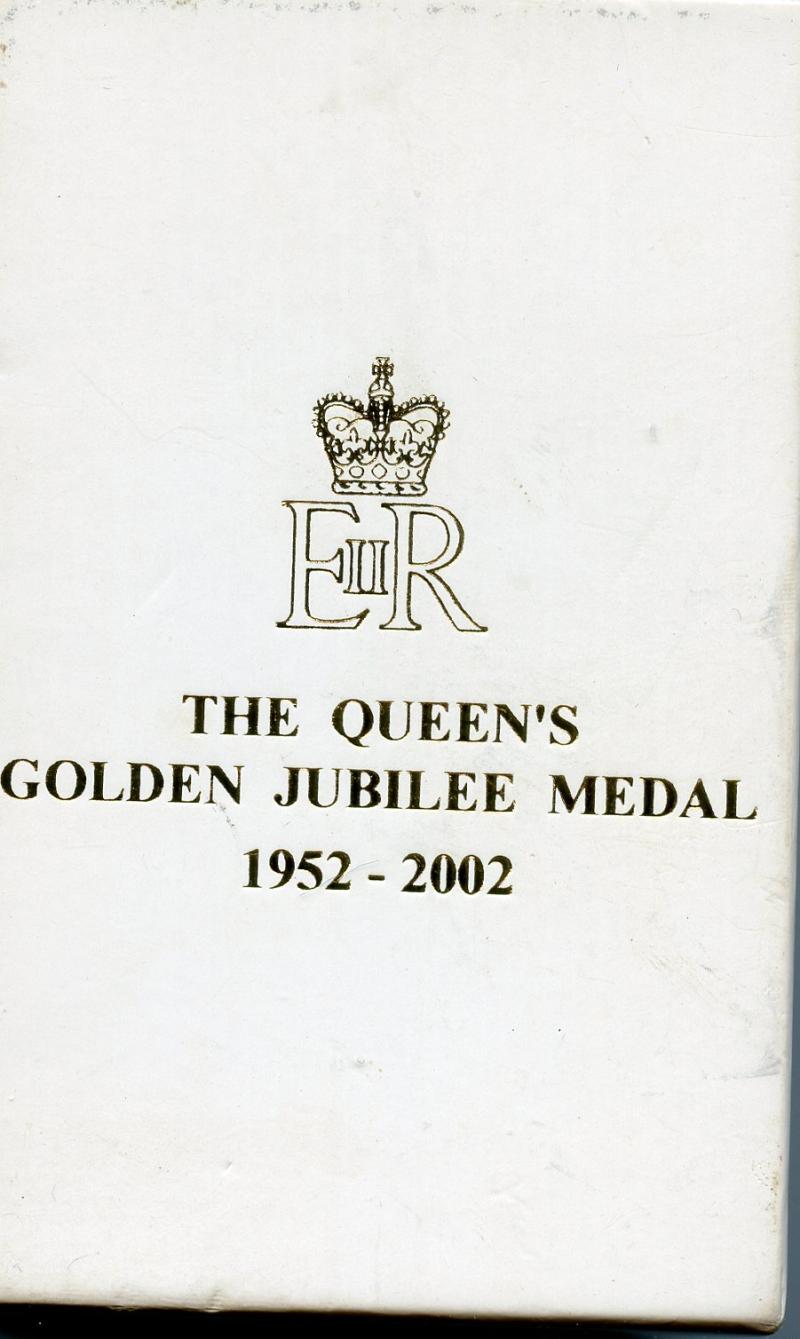 EIIR
THE QUEEN'S
GOLDEN JUBILEE MEDAL
1952 - 2002